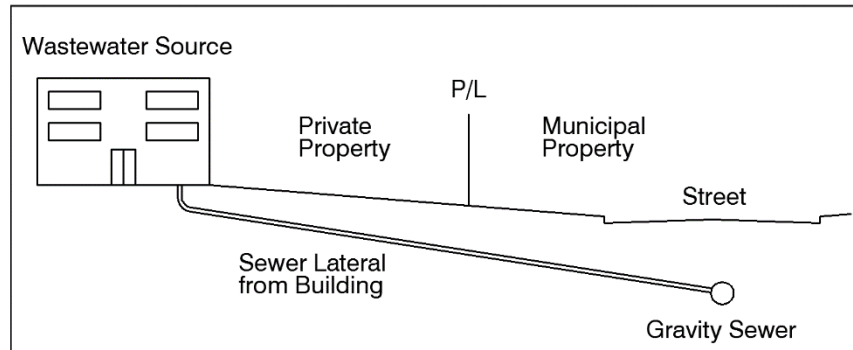 Wastewater Source
P/L
Private
Property
Municipal
Property
Street
Sewer Lateral
from Building
Gravity Sewer